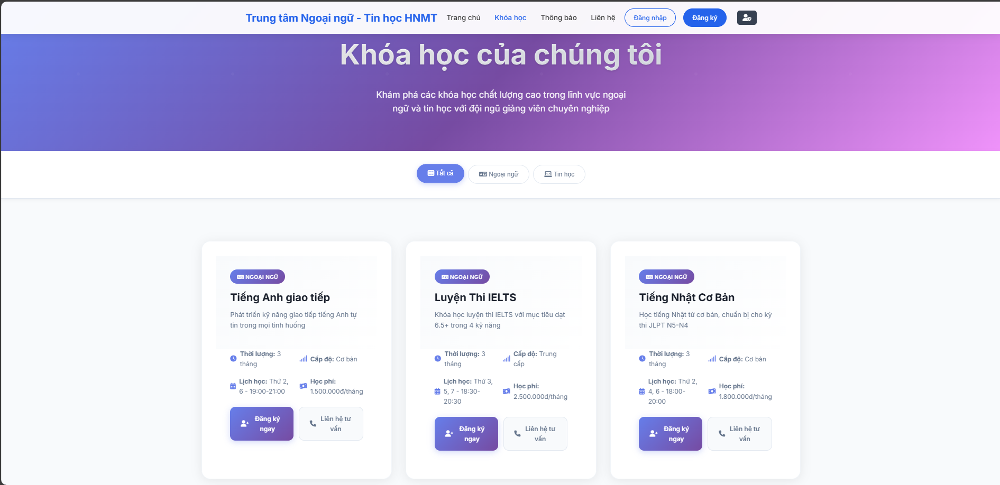 Trung tâm Ngoại ngữ - Tin học HNMT
Trang chủ
Khóa học
Thông báo
Liên hệ
Đăng nhập
Đăng ký
Khóa học của chúng tôi
Khám phá các khóa học chất lượng cao trong lĩnh vực ngoại
ngữ và tin học với đội ngũ giảng viên chuyên nghiệp
Tất cả
Ngoại ngữ
Tin học
NGOẠI NGỮ
Tiếng Anh giao tiếp
Phát triển kỹ năng giao tiếp tiếng Anh tự
tin trong mọi tình huống
Thời lượng: 3
tháng
Cấp độ: Cơ bản
Lịch học: Thứ 2,
6 - 19:00-21:00
Học phí:
1.500.000đ/tháng
Đăng ký
ngay
Liên hệ tư
vấn
NGOẠI NGỮ
Luyện Thi IELTS
Khóa học luyện thi IELTS với mục tiêu đạt
6.5+ trong 4 kỹ năng
Thời lượng: 3
tháng
Cấp độ: Trung
cấp
Lịch học: Thứ 3,
5, 7 - 18:30-
20:30
Học phí:
2.500.000đ/tháng
Đăng ký
ngay
Liên hệ tư
vấn
NGOẠI NGỮ
Tiếng Nhật Cơ Bản
Học tiếng Nhật từ cơ bản, chuẩn bị cho kỳ
thi JLPT N5-N4
Thời lượng: 3
tháng
Cấp độ: Cơ bản
Lịch học: Thứ 2,
4, 6 - 18:00-
20:00
Học phí:
1.800.000đ/tháng
Đăng ký
ngay
Liên hệ tư
vấn